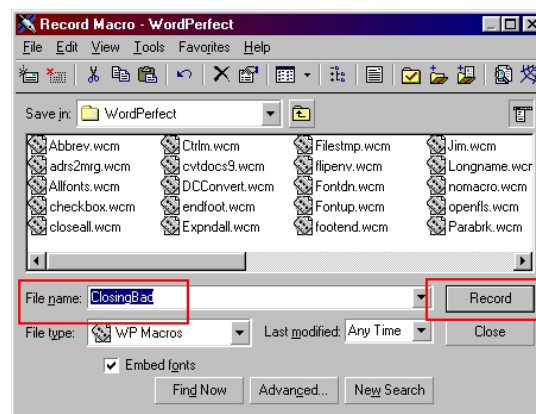 Record Macro - WordPerfect
File Edit View Tools Favorites Help
Save in: WordPerfect
Abbrev.wcm Ctrlm.wcm Filestmp.wcm Jim.wcm
adrs2mrg.wcm cvtdocs9.wcm flipenv.wcm Longname.wcm
Allfonts.wcm DCConvert.wcm Fontdn.wcm nomacro.wcm
checkbox.wcm endfoot.wcm Fontup.wcm openfls.wcm
closeall.wcm Expndall.wcm footend.wcm Parabrk.wcm
File name: ClosingBad Record
File type: WP Macros Last modified: Any Time Close
Embed fonts
Find Now Advanced... New Search